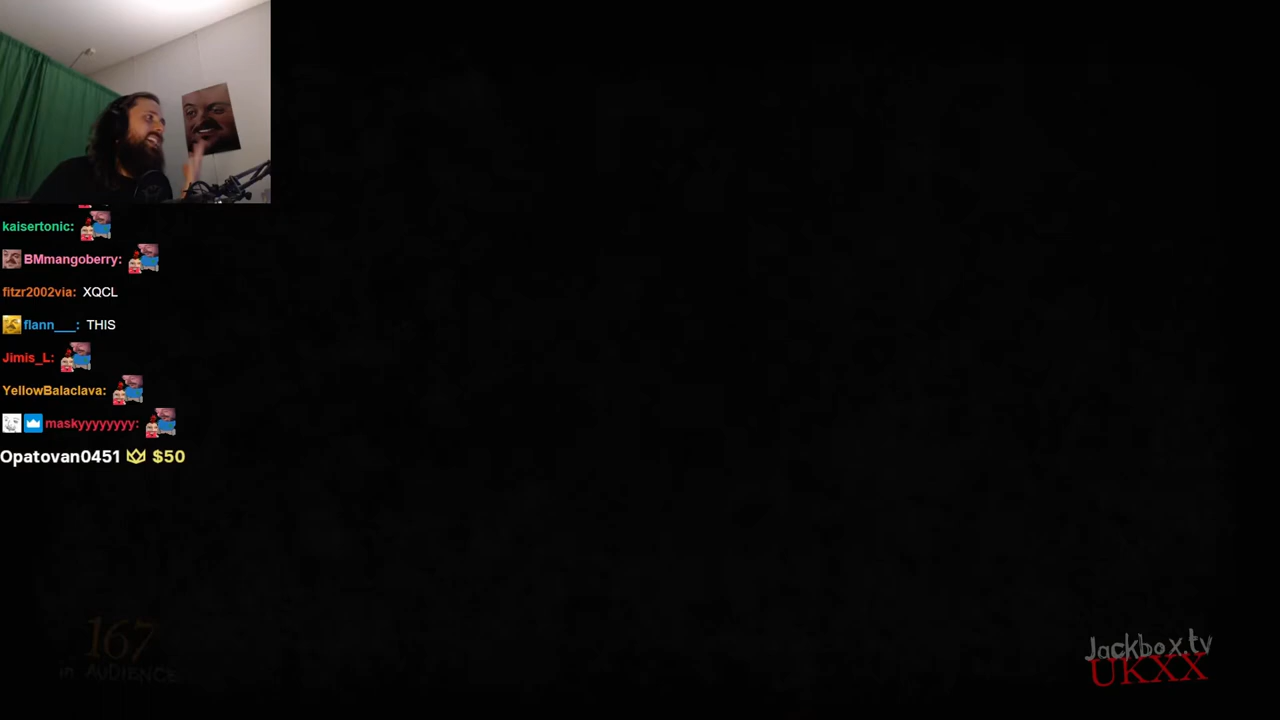 kaisertonic:
BMmangoberry:
fitzr2002via: XQCL
flann___: THIS
Jimis_L:
YellowBalaclava:
maskyyyyyyyy:
Opatovan0451 $50
167
in AUDIENCE
Jackbox.tv
UKXX